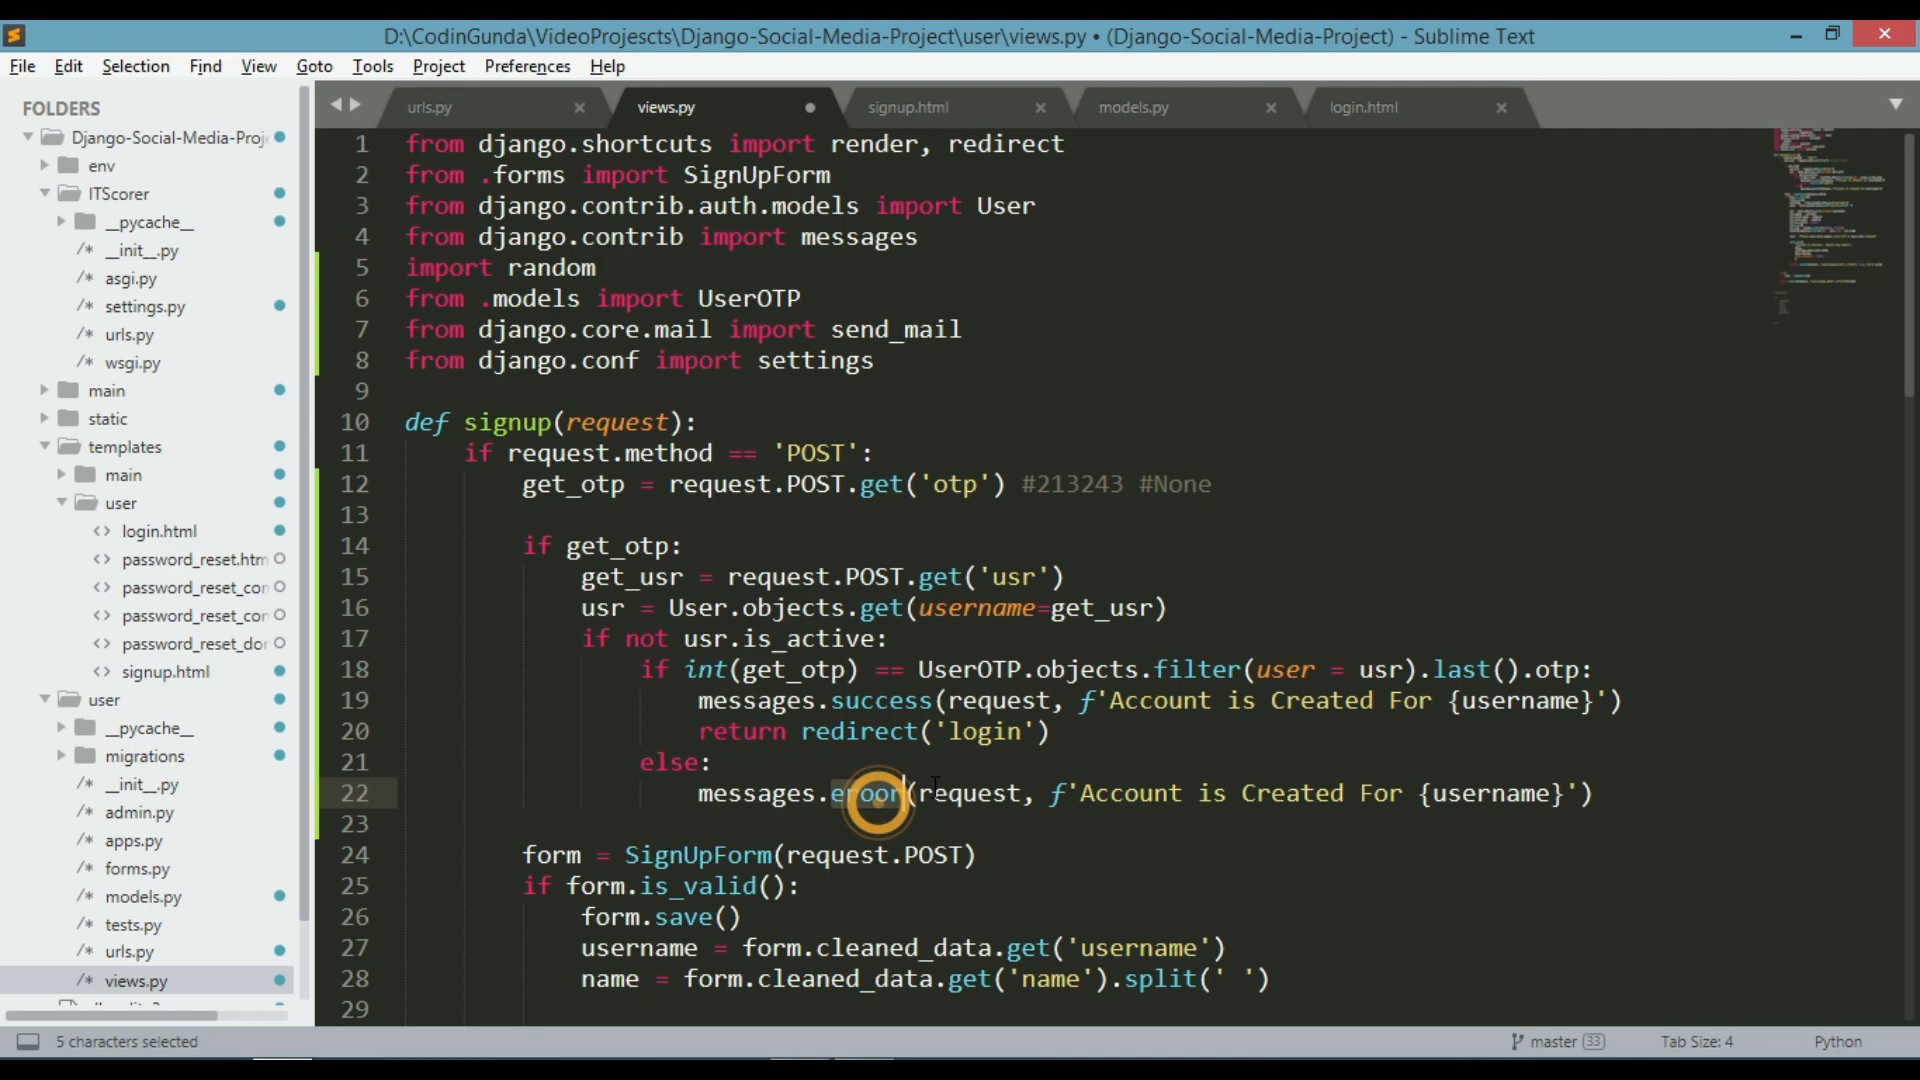 D:\CodinGunda\VideoProjescts\Django-Social-Media-Project\user\views.py • (Django-Social-Media-Project) - Sublime Text
File Edit Selection Find View Goto Tools Project Preferences Help
FOLDERS
Django-Social-Media-Proj
env
ITScorer
__pycache__
/* __init__.py
/* asgi.py
/* settings.py
/* urls.py
/* wsgi.py
main
static
templates
main
user
<> login.html
<> password_reset.htm
<> password_reset_con
<> password_reset_con
<> password_reset_dor
<> signup.html
user
__pycache__
migrations
/* __init__.py
/* admin.py
/* apps.py
/* forms.py
/* models.py
/* tests.py
/* urls.py
/* views.py
urls.py views.py signup.html models.py login.html
1 from django.shortcuts import render, redirect
2 from .forms import SignUpForm
3 from django.contrib.auth.models import User
4 from django.contrib import messages
5 import random
6 from .models import UserOTP
7 from django.core.mail import send_mail
8 from django.conf import settings
9
10 def signup(request):
11 if request.method == 'POST':
12 get_otp = request.POST.get('otp') #213243 #None
13
14 if get_otp:
15 get_usr = request.POST.get('usr')
16 usr = User.objects.get(username=get_usr)
17 if not usr.is_active:
18 if int(get_otp) == UserOTP.objects.filter(user = usr).last().otp:
19 messages.success(request, f'Account is Created For {username}')
20 return redirect('login')
21 else:
22 messages.eroor(request, f'Account is Created For {username}')
23
24 form = SignUpForm(request.POST)
25 if form.is_valid():
26 form.save()
27 username = form.cleaned_data.get('username')
28 name = form.cleaned_data.get('name').split(' ')
29
5 characters selected
master 33 Tab Size: 4 Python